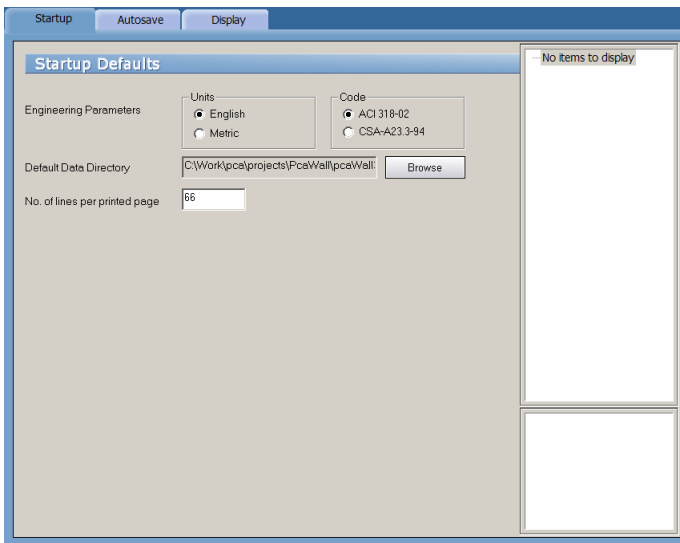 Startup Autosave Display
Startup Defaults
No items to display
Engineering Parameters
Units
English
Metric
Code
ACI 318-02
CSA-A23.3-94
Default Data Directory
C:\Work\pca\projects\PcaWall\pcaWall
Browse
No. of lines per printed page
66